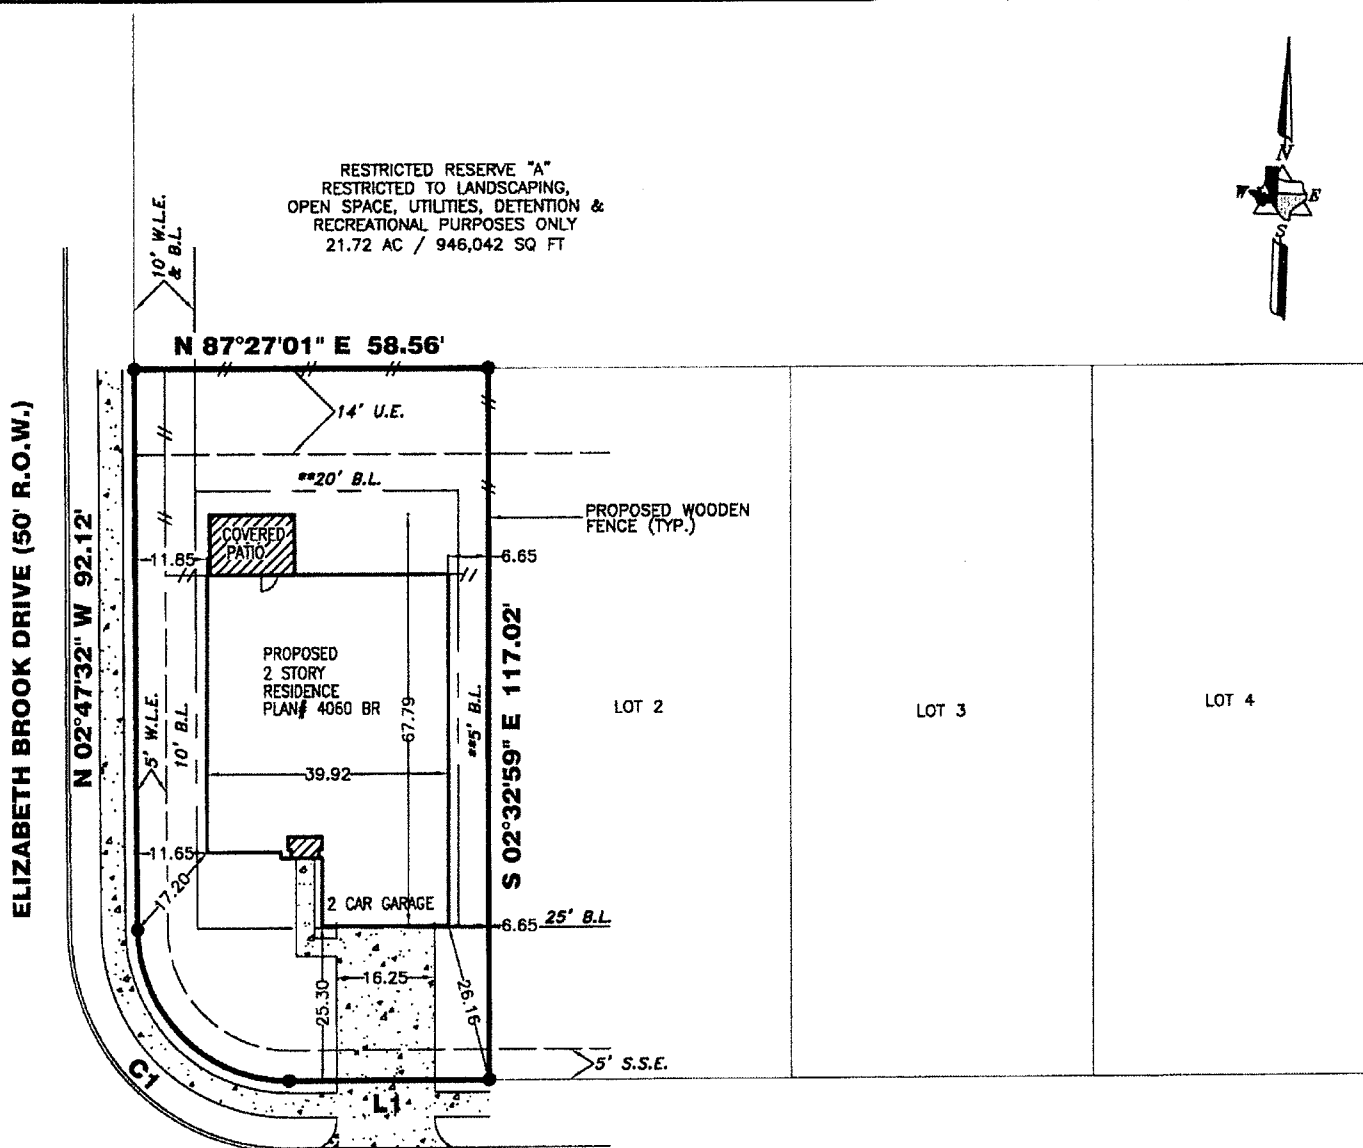 RESTRICTED RESERVE "A"
RESTRICTED TO LANDSCAPING,
OPEN SPACE, UTILITIES, DETENTION &
RECREATIONAL PURPOSES ONLY
21.72 AC / 946,042 SQ FT
N
W
E
S
10' W.L.E.
& B.L.
N 87°27'01" E 58.56'
14' U.E.
**20' B.L.
PROPOSED WOODEN
FENCE (TYP.)
COVERED
PATIO
11.85
6.65
ELIZABETH BROOK DRIVE (50' R.O.W.)
N 02°47'32" W 92.12'
S 02°32'59" E 117.02'
PROPOSED
2 STORY
RESIDENCE
PLAN# 4060 BR
67.79
**5' B.L.
5' W.L.E.
10' B.L.
39.92
LOT 2
LOT 3
LOT 4
11.65
17.20
2 CAR GARAGE
6.65
25' B.L.
16.25
25.30
26.16
5' S.S.E.
C1
L1